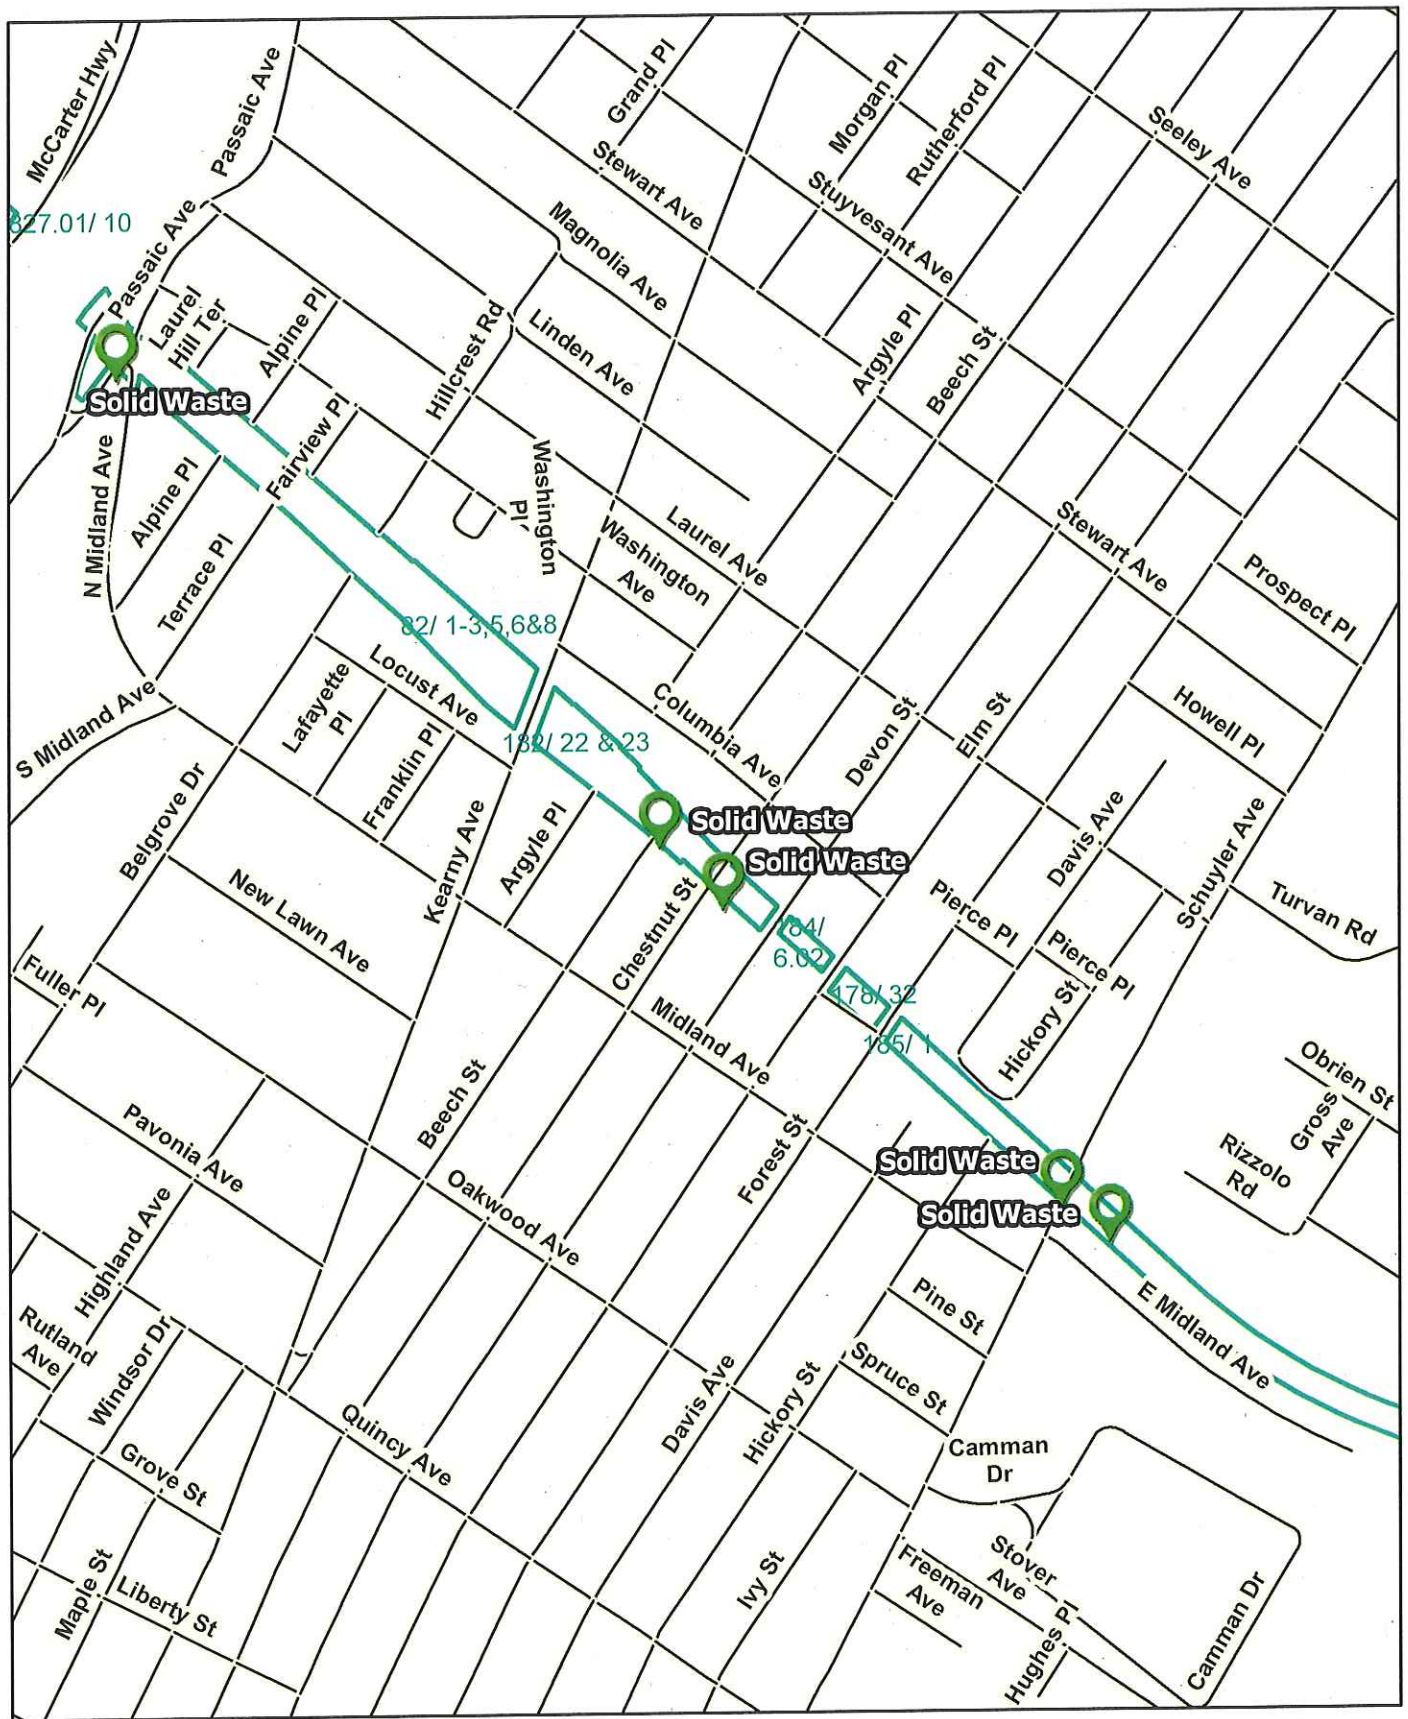 McCarter Hwy
Passaic Ave
Grand Pl
Morgan Pl
Rutherford Pl
Seeley Ave
Stewart Ave
Stuyvesant Ave
827.01/ 10
Passaic Ave
Magnolia Ave
Laurel
Hill Ter
Alpine Pl
Hillcrest Rd
Linden Ave
Argyle Pl
Beech St
Solid Waste
Fairview Pl
N Midland Ave
Alpine Pl
Washington
Pl
Laurel Ave
Washington
Ave
Stewart Ave
Prospect Pl
Terrace Pl
82/ 1-3,5,6&8
Locust Ave
Lafayette
Pl
S Midland Ave
Franklin Pl
182/ 22 & 23
Columbia Ave
Devon St
Elm St
Howell Pl
Belgrove Dr
Kearny Ave
Argyle Pl
Solid Waste
Solid Waste
Davis Ave
Schuyler Ave
New Lawn Ave
Chestnut St
Pierce Pl
Turvan Rd
Fuller Pl
184/
6.02
Pierce Pl
178/ 32
Hickory St
Midland Ave
185/ 1
Beech St
Obrien St
Gross
Ave
Pavonia Ave
Forest St
Rizzolo
Rd
Solid Waste
Solid Waste
Highland Ave
Oakwood Ave
Pine St
E Midland Ave
Rutland
Ave
Windsor Dr
Spruce St
Davis Ave
Hickory St
Quincy Ave
Camman
Dr
Grove St
Stover
Ave
Freeman
Ave
Ivy St
Maple St
Liberty St
Hughes Pl
Camman Dr